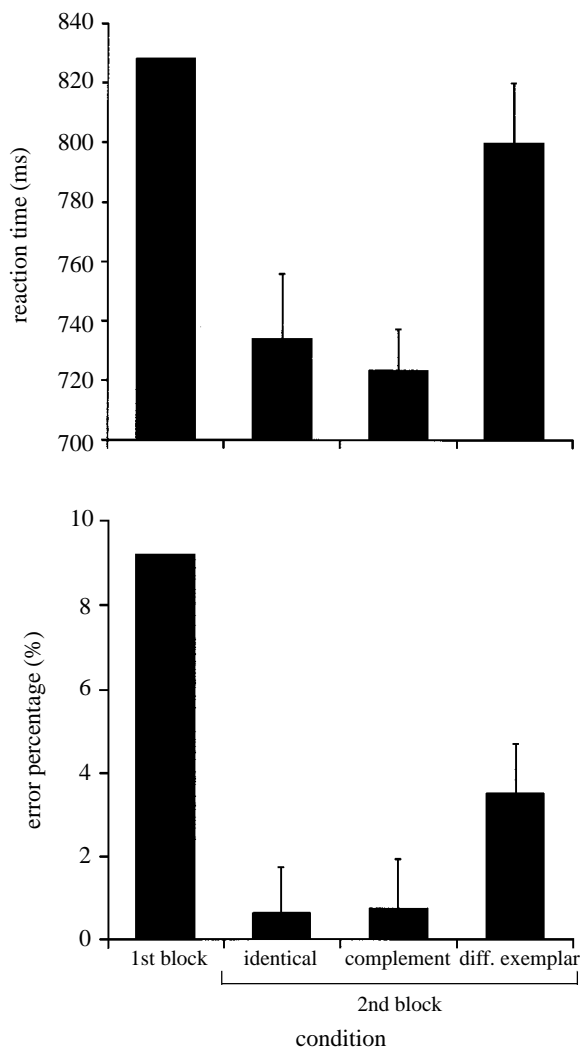 840
820
800
780
760
740
720
700
reaction time (ms)
10
8
6
4
2
0
error percentage (%)
1st block identical complement diff. exemplar
2nd block
condition